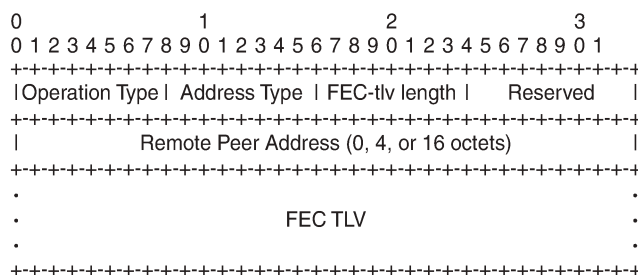 0 1 2 3
0 1 2 3 4 5 6 7 8 9 0 1 2 3 4 5 6 7 8 9 0 1 2 3 4 5 6 7 8 9 0 1
+-+-+-+-+-+-+-+-+-+-+-+-+-+-+-+-+-+-+-+-+-+-+-+-+-+-+-+-+-+-+-+-+
| Operation Type | Address Type | FEC-tlv length | Reserved |
+-+-+-+-+-+-+-+-+-+-+-+-+-+-+-+-+-+-+-+-+-+-+-+-+-+-+-+-+-+-+-+-+
| Remote Peer Address (0, 4, or 16 octets) |
+-+-+-+-+-+-+-+-+-+-+-+-+-+-+-+-+-+-+-+-+-+-+-+-+-+-+-+-+-+-+-+-+
. .
. FEC TLV .
. .
+-+-+-+-+-+-+-+-+-+-+-+-+-+-+-+-+-+-+-+-+-+-+-+-+-+-+-+-+-+-+-+-+